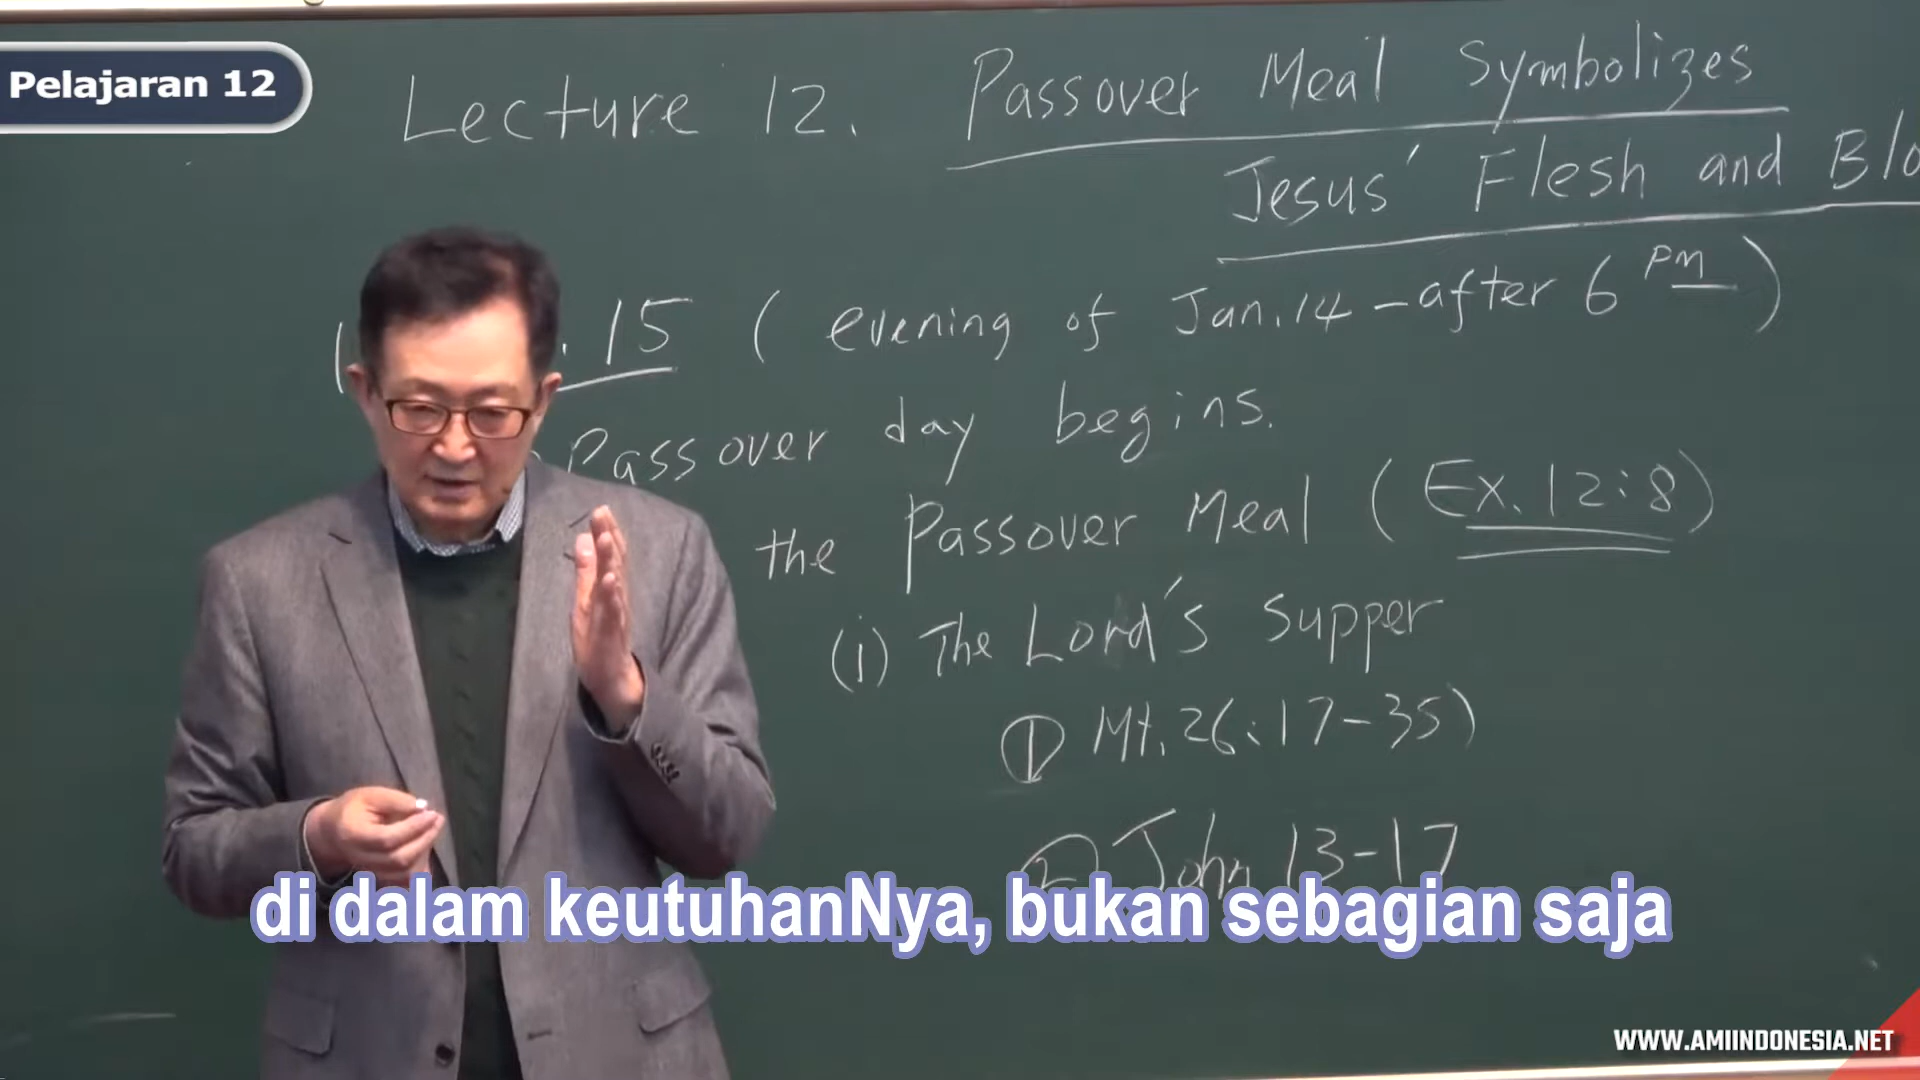 Pelajaran 12
Lecture 12. Passover Meal Symbolizes
Jesus' Flesh and Blo
. 15 (evening of Jan. 14 - after 6 PM)
Passover day begins.
the Passover Meal (Ex. 12:8)
(i) The Lord's Supper
① Mt. 26:17-35)
② John 13-17
di dalam keutuhanNya, bukan sebagian saja
WWW.AMIINDONESIA.NET